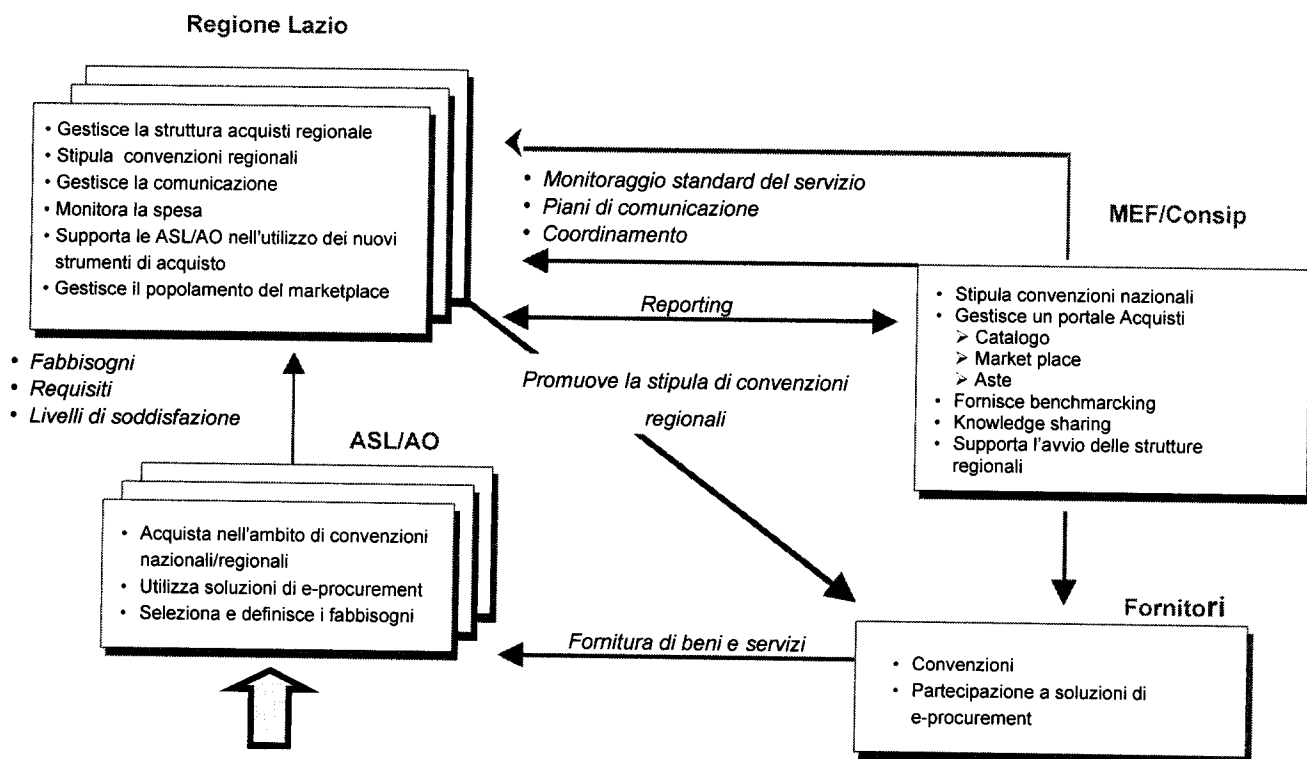 Regione Lazio
• Gestisce la struttura acquisti regionale
• Stipula convenzioni regionali
• Gestisce la comunicazione
• Monitora la spesa
• Supporta le ASL/AO nell'utilizzo dei nuovi
strumenti di acquisto
• Gestisce il popolamento del marketplace
• Monitoraggio standard del servizio
• Piani di comunicazione
• Coordinamento
MEF/Consip
• Stipula convenzioni nazionali
• Gestisce un portale Acquisti
➢ Catalogo
➢ Market place
➢ Aste
• Fornisce benchmarcking
• Knowledge sharing
• Supporta l'avvio delle strutture
regionali
Reporting
• Fabbisogni
• Requisiti
• Livelli di soddisfazione
Promuove la stipula di convenzioni
regionali
ASL/AO
• Acquista nell'ambito di convenzioni
nazionali/regionali
• Utilizza soluzioni di e-procurement
• Seleziona e definisce i fabbisogni
Fornitura di beni e servizi
Fornitori
• Convenzioni
• Partecipazione a soluzioni di
e-procurement